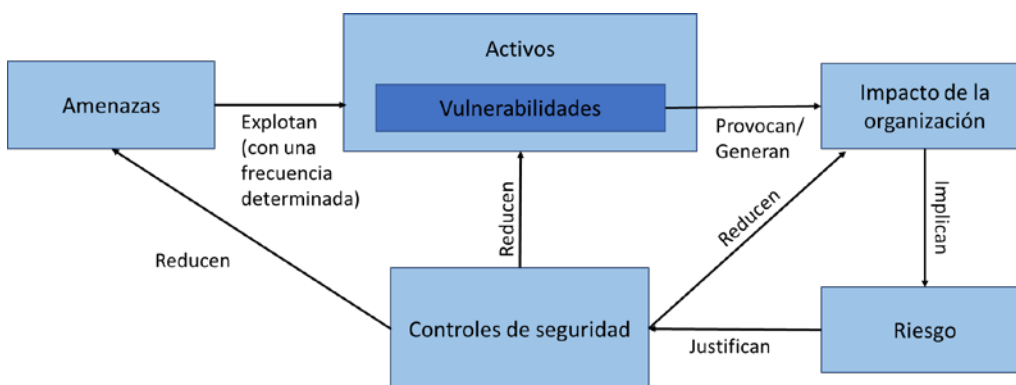 Activos
Amenazas
Vulnerabilidades
Impacto de la
organización
Explotan
(con una
frecuencia
determinada)
Provocan/
Generan
Reducen
Reducen
Reducen
Implican
Controles de seguridad
Justifican
Riesgo